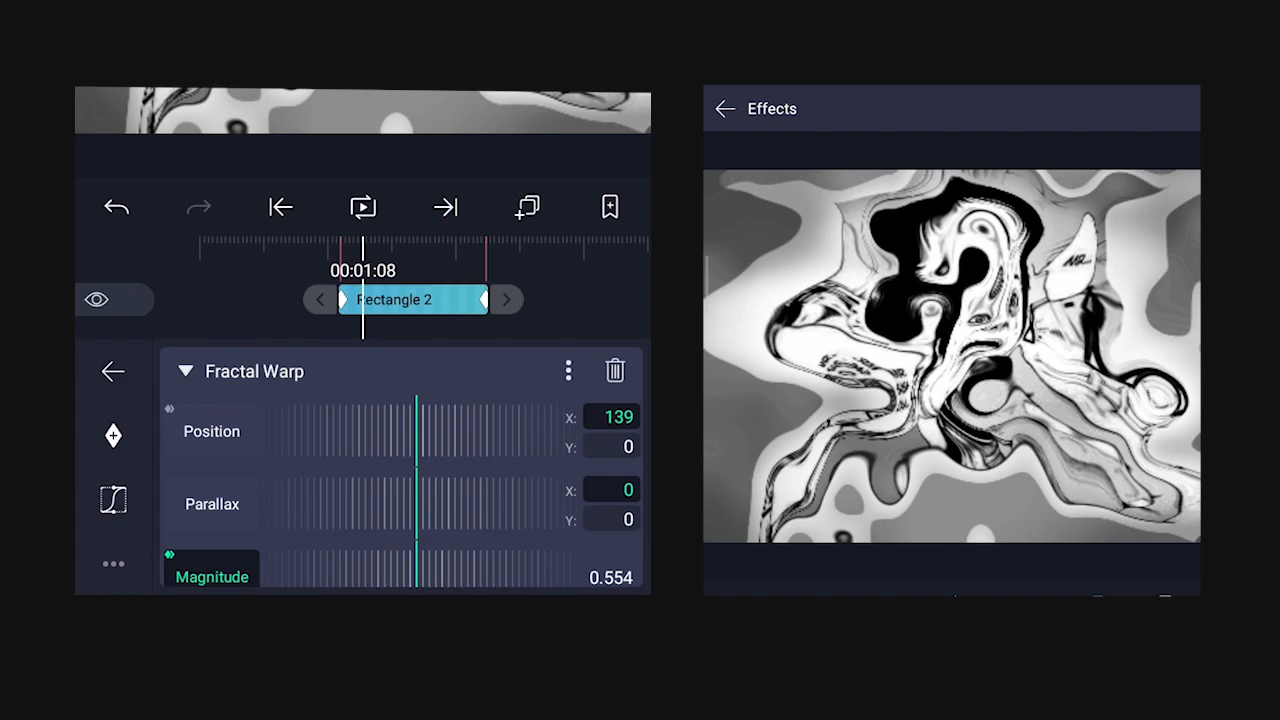 00:01:08
Rectangle 2
Fractal Warp
Position
X: 139
Y: 0
Parallax
X: 0
Y: 0
Magnitude
0.554
Effects